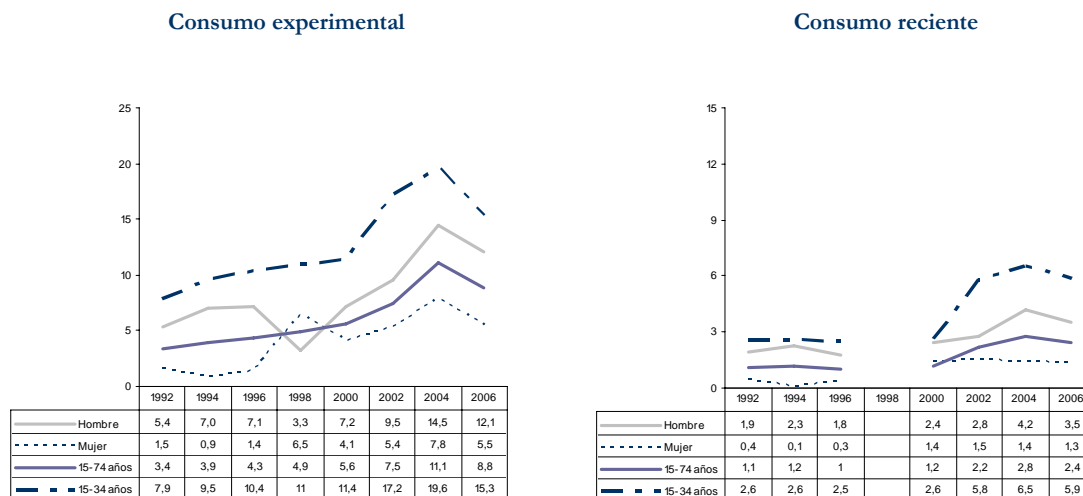 Consumo experimental
25
20
15
10
5
0
1992 1994 1996 1998 2000 2002 2004 2006
Hombre 5,4 7,0 7,1 3,3 7,2 9,5 14,5 12,1
Mujer 1,5 0,9 1,4 6,5 4,1 5,4 7,8 5,5
15-74 años 3,4 3,9 4,3 4,9 5,6 7,5 11,1 8,8
15-34 años 7,9 9,5 10,4 11 11,4 17,2 19,6 15,3
Consumo reciente
15
12
9
6
3
0
1992 1994 1996 1998 2000 2002 2004 2006
Hombre 1,9 2,3 1,8 2,4 2,8 4,2 3,5
Mujer 0,4 0,1 0,3 1,4 1,5 1,4 1,3
15-74 años 1,1 1,2 1 1,2 2,2 2,8 2,4
15-34 años 2,6 2,6 2,5 2,6 5,8 6,5 5,9